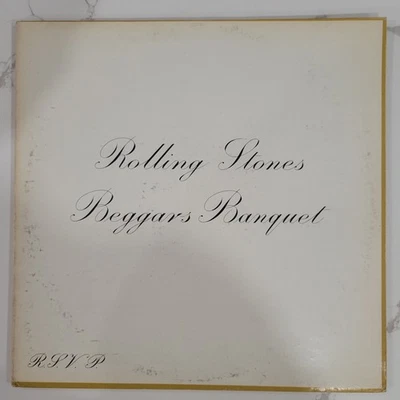 Rolling Stones
Beggars Banquet
R.S.V.P